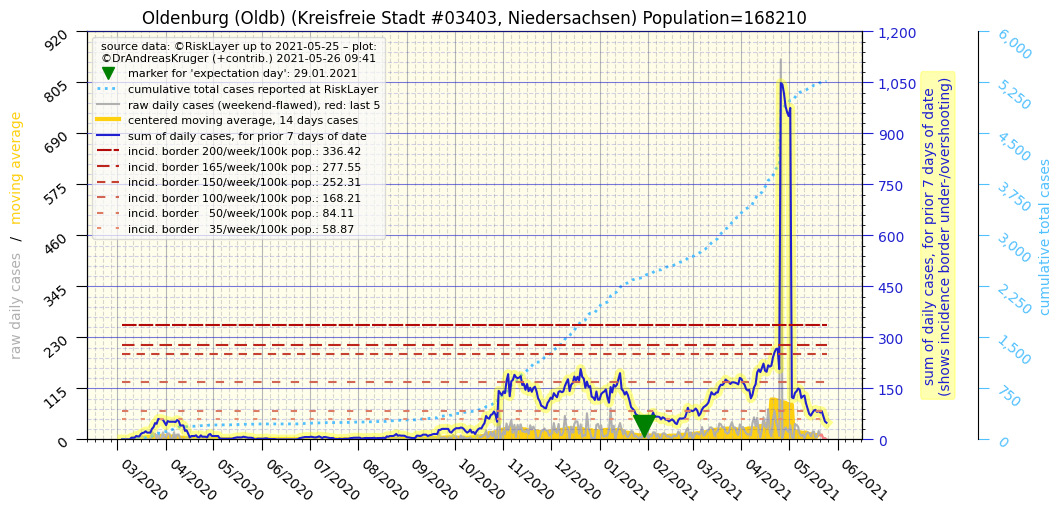 Oldenburg (Oldb) (Kreisfreie Stadt #03403, Niedersachsen) Population=168210
source data: ©RiskLayer up to 2021-05-25 – plot:
©DrAndreasKruger (+contrib.) 2021-05-26 09:41
marker for 'expectation day': 29.01.2021
cumulative total cases reported at RiskLayer
raw daily cases (weekend-flawed), red: last 5
centered moving average, 14 days cases
sum of daily cases, for prior 7 days of date
incid. border 200/week/100k pop.: 336.42
incid. border 165/week/100k pop.: 277.55
incid. border 150/week/100k pop.: 252.31
incid. border 100/week/100k pop.: 168.21
incid. border   50/week/100k pop.: 84.11
incid. border   35/week/100k pop.: 58.87
raw daily cases / moving average
920
805
690
575
460
345
230
115
0
1,200
1,050
900
750
600
450
300
150
0
sum of daily cases, for prior 7 days of date
(shows incidence border under-/overshooting)
6,000
5,250
4,500
3,750
3,000
2,250
1,500
750
0
cumulative total cases
03/2020
04/2020
05/2020
06/2020
07/2020
08/2020
09/2020
10/2020
11/2020
12/2020
01/2021
02/2021
03/2021
04/2021
05/2021
06/2021